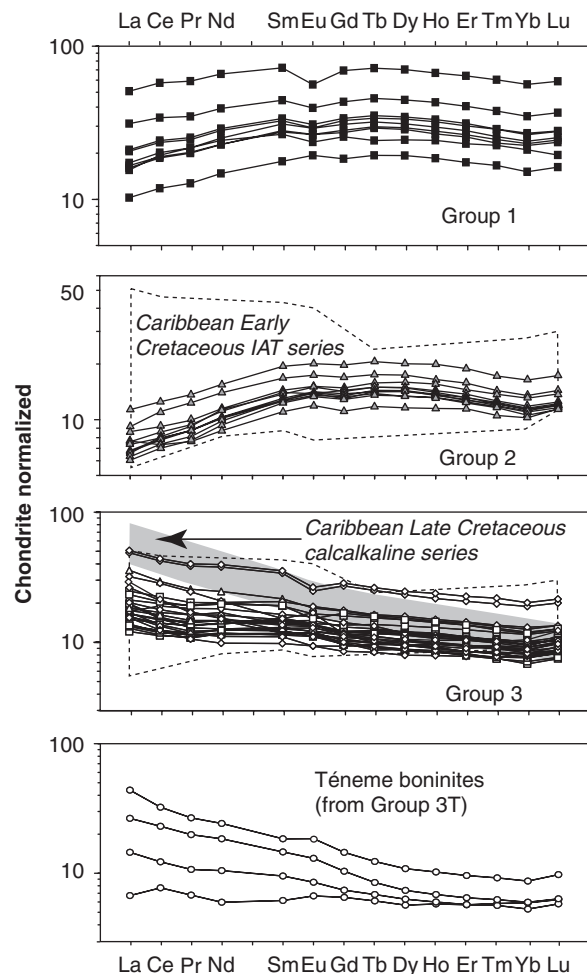 La Ce Pr Nd Sm Eu Gd Tb Dy Ho Er Tm Yb Lu
100
10
Group 1
50
Caribbean Early
Cretaceous IAT series
10
Group 2
Chondrite normalized
100
Caribbean Late Cretaceous
calcalkaline series
10
Group 3
100
Téneme boninites
(from Group 3T)
10
La Ce Pr Nd Sm Eu Gd Tb Dy Ho Er Tm Yb Lu